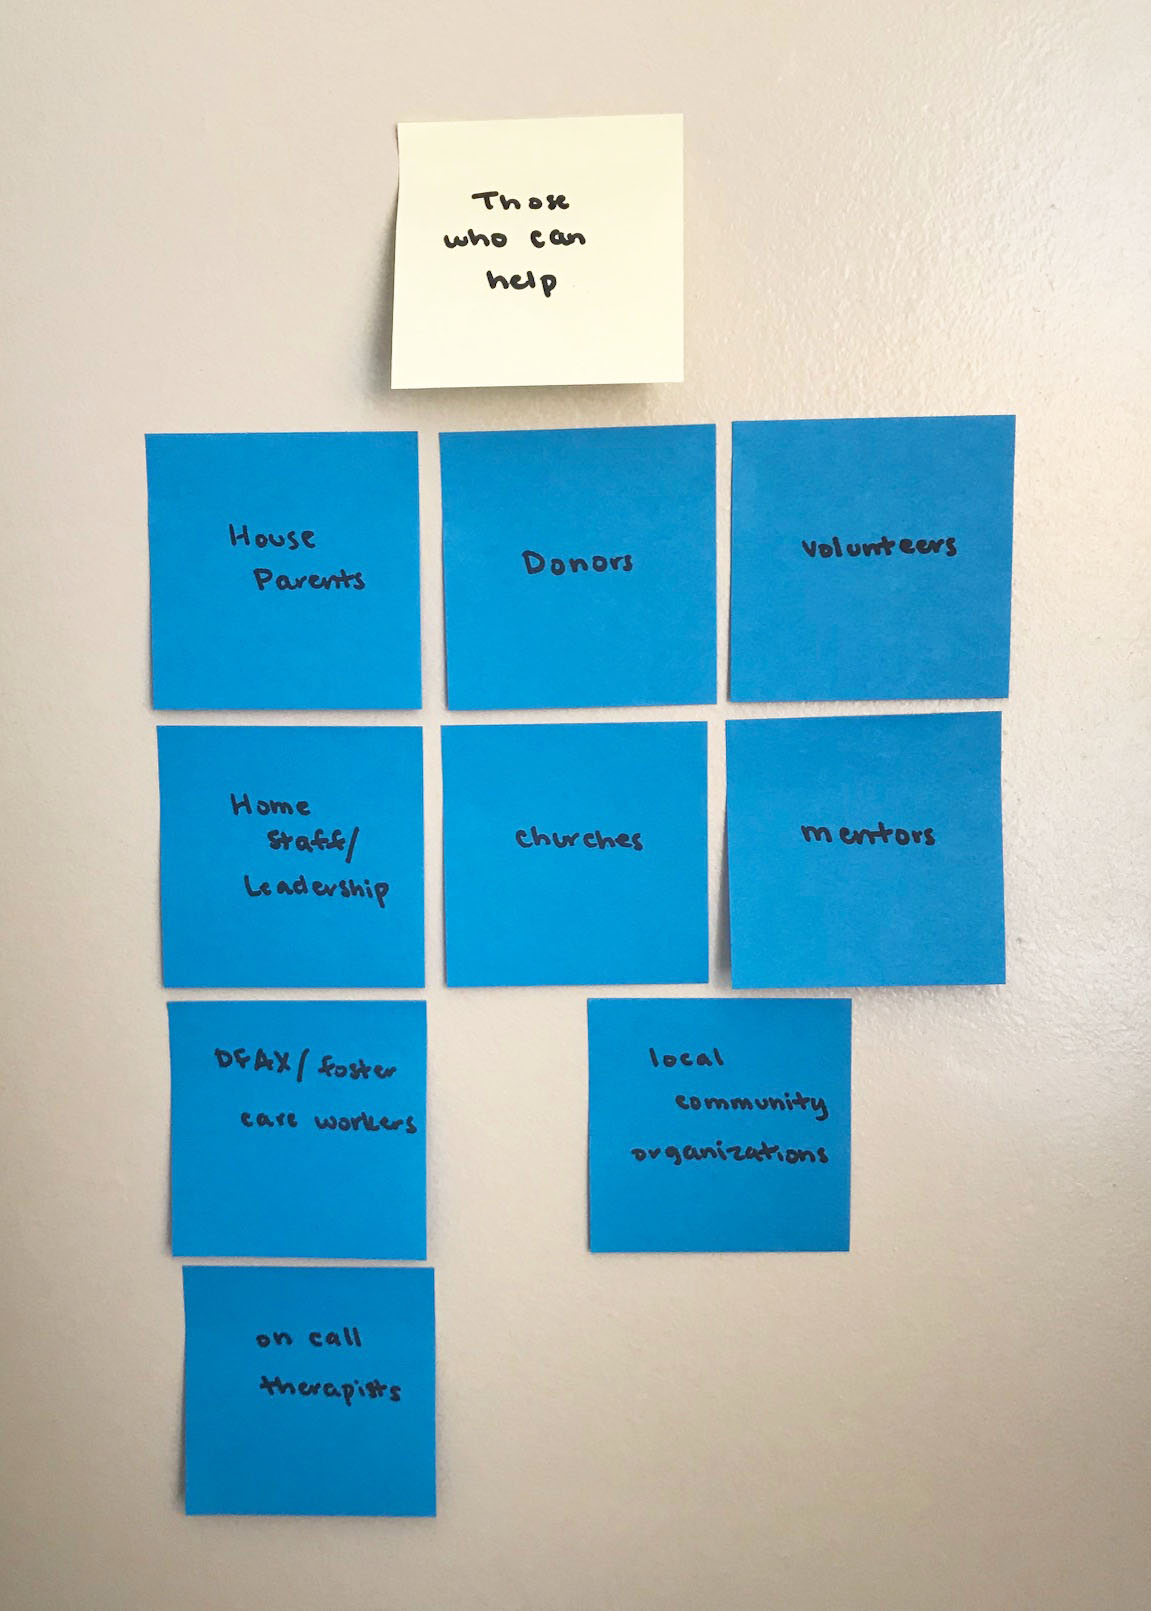 Those
who can
help
House
Parents
Donors
volunteers
Home
Staff/
Leadership
churches
mentors
DFAX/foster
care workers
local
community
organizations
on call
therapists